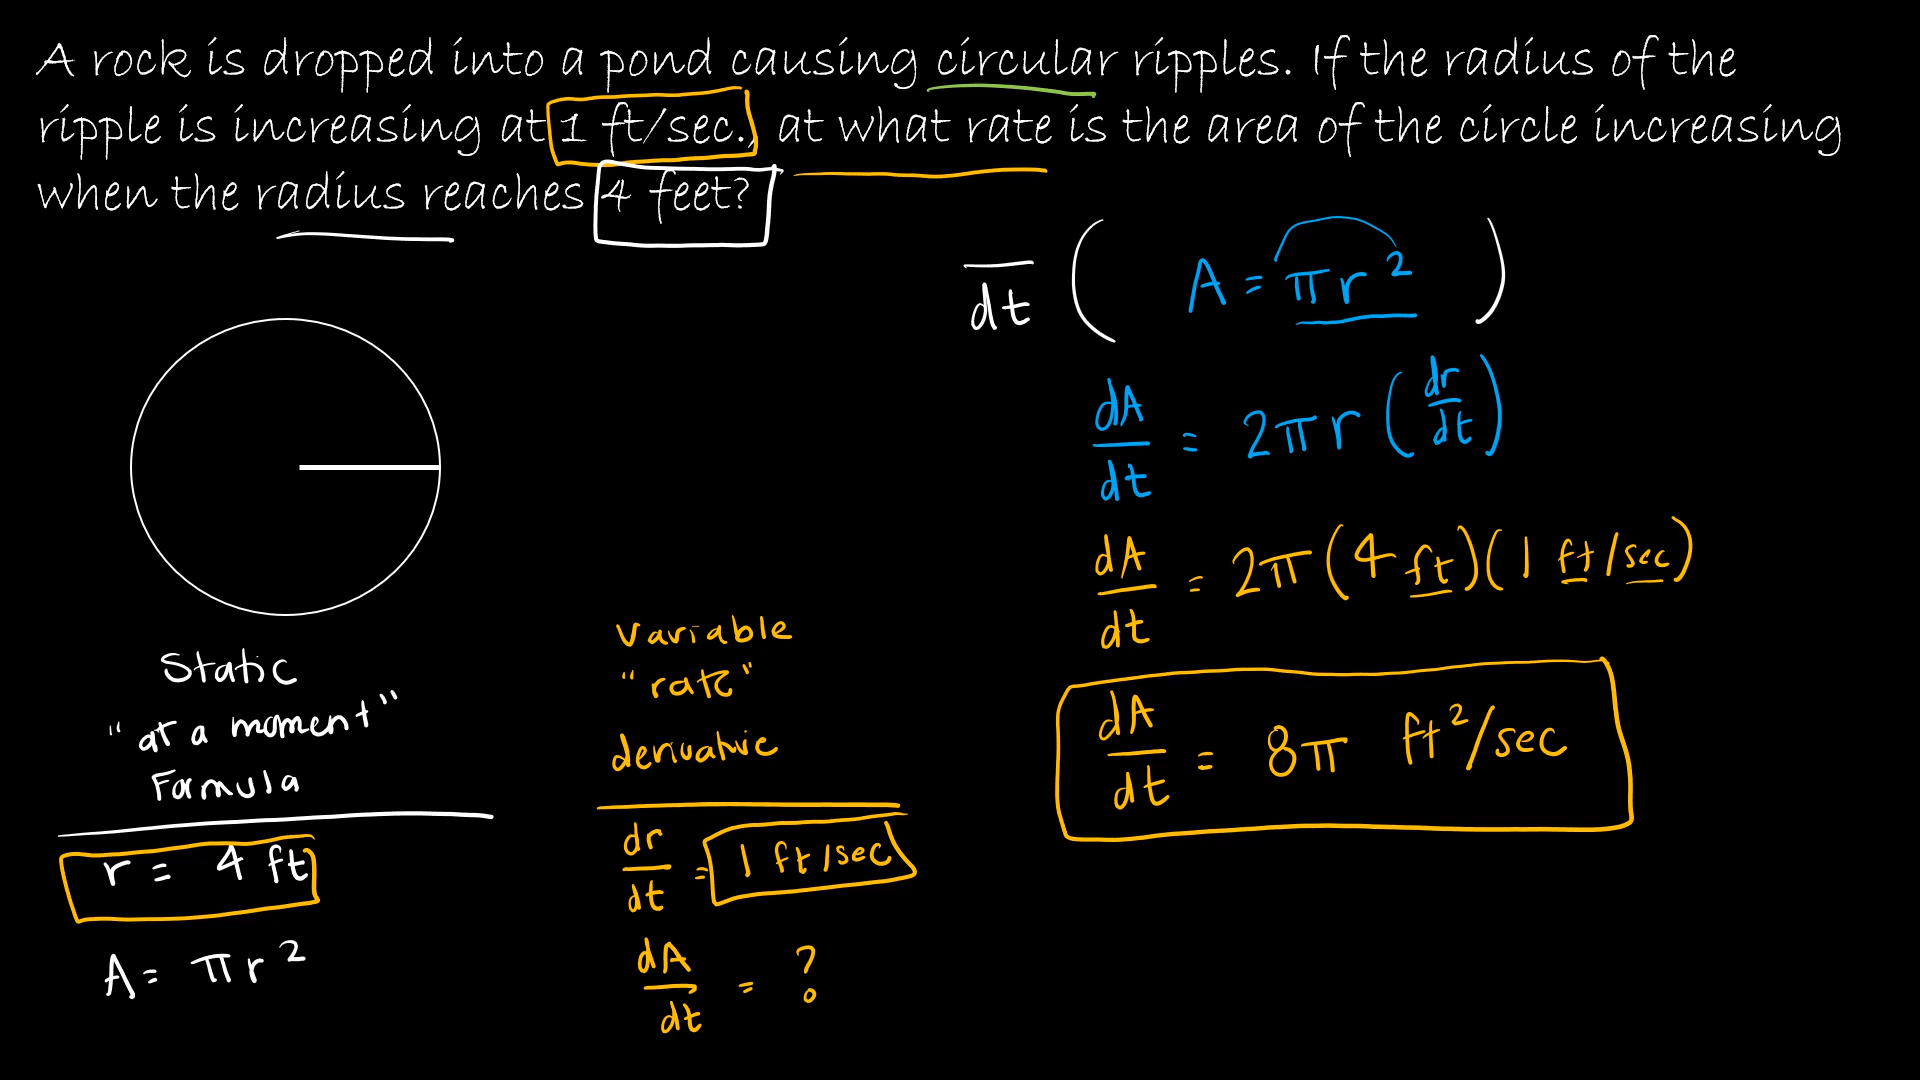 A rock is dropped into a pond causing circular ripples. If the radius of the
ripple is increasing at 1 ft/sec., at what rate is the area of the circle increasing
when the radius reaches 4 feet?
/dt ( A = πr² )
dA/dt = 2πr (dr/dt)
dA/dt = 2π(4 ft)(1 ft/sec)
dA/dt = 8π ft²/sec
Static
"at a moment"
Formula
r = 4 ft
A = πr²
Variable
"rate"
derivative
dr/dt = 1 ft/sec
dA/dt = ?